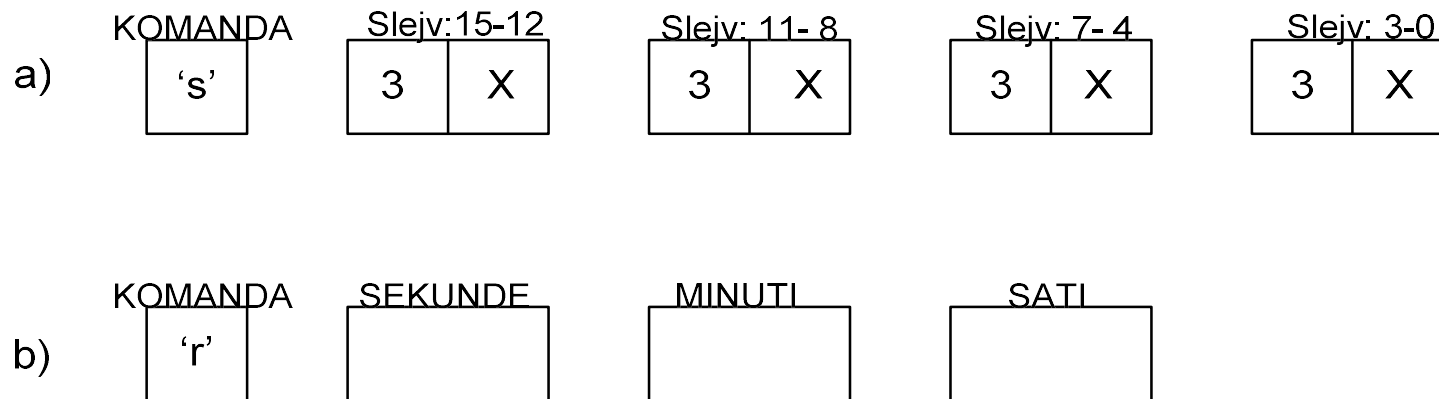 KOMANDA Slejv:15-12 Slejv: 11- 8 Slejv: 7- 4 Slejv: 3-0
a) ‘s’ 3 X 3 X 3 X 3 X
KOMANDA SEKUNDE MINUTI SATI
b) ‘r’